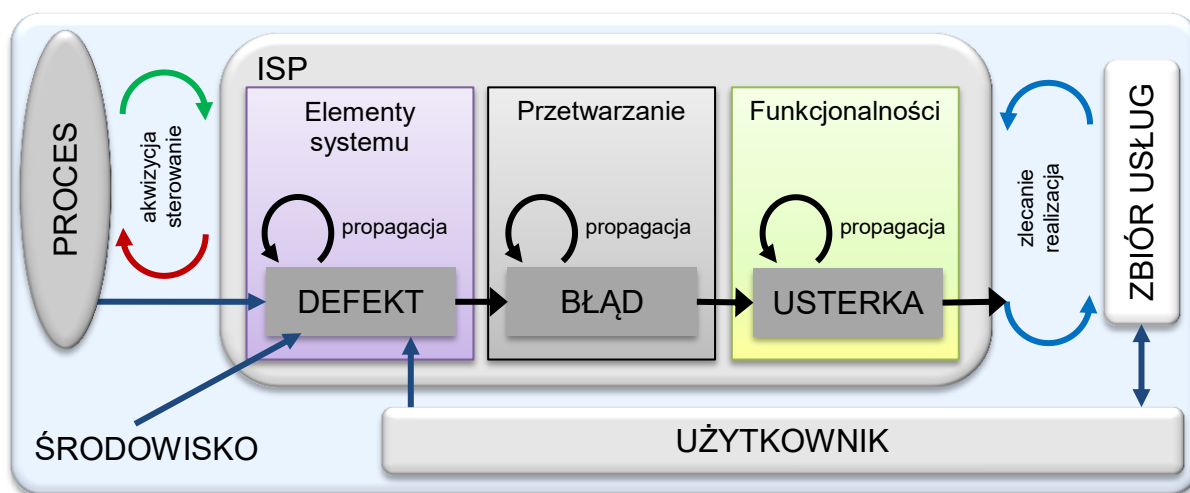 PROCES
akwizycja
sterowanie
ISP
Elementy
systemu
propagacja
DEFEKT
Przetwarzanie
propagacja
BŁĄD
Funkcjonalności
propagacja
USTERKA
zlecanie
realizacja
ZBIÓR USŁUG
ŚRODOWISKO
UŻYTKOWNIK